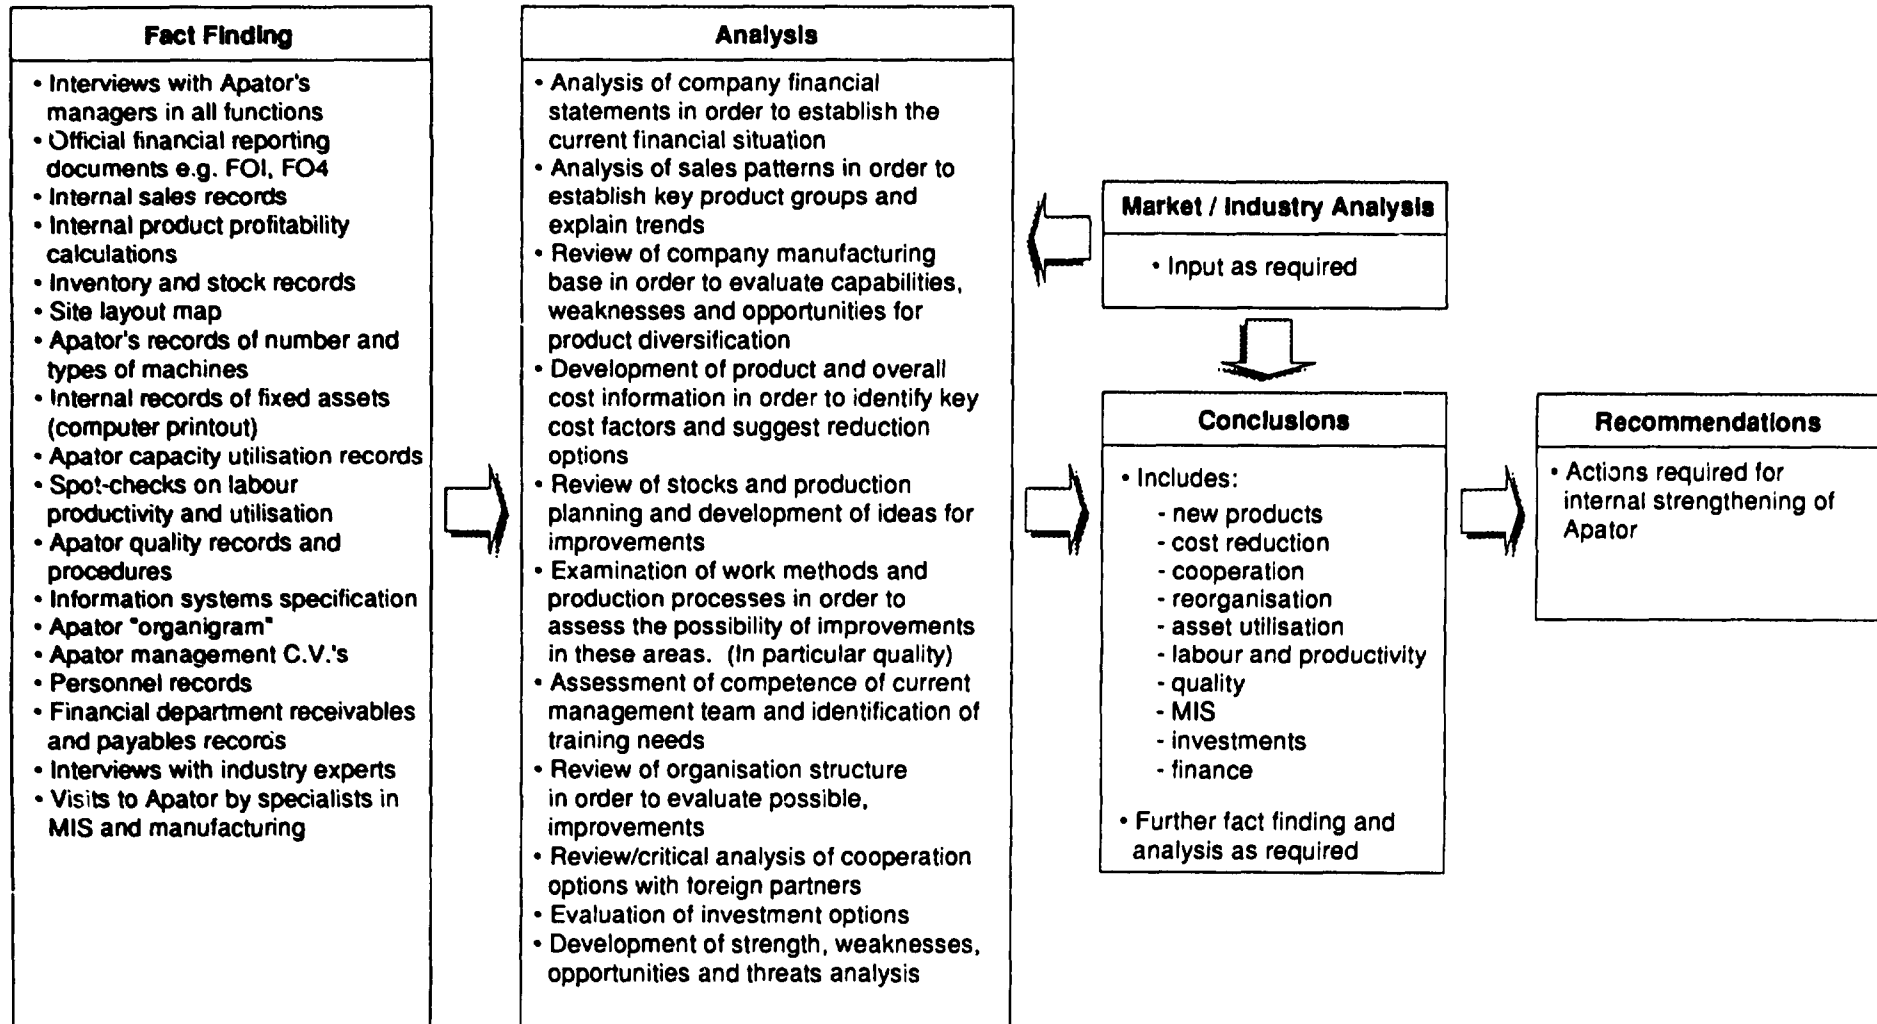 Fact Finding
• Interviews with Apator's
managers in all functions
• Official financial reporting
documents e.g. FOI, FO4
• Internal sales records
• Internal product profitability
calculations
• Inventory and stock records
• Site layout map
• Apator's records of number and
types of machines
• Internal records of fixed assets
(computer printout)
• Apator capacity utilisation records
• Spot-checks on labour
productivity and utilisation
• Apator quality records and
procedures
• Information systems specification
• Apator "organigram"
• Apator management C.V.'s
• Personnel records
• Financial department receivables
and payables records
• Interviews with industry experts
• Visits to Apator by specialists in
MIS and manufacturing
Analysis
• Analysis of company financial
statements in order to establish the
current financial situation
• Analysis of sales patterns in order to
establish key product groups and
explain trends
• Review of company manufacturing
base in order to evaluate capabilities,
weaknesses and opportunities for
product diversification
• Development of product and overall
cost information in order to identify key
cost factors and suggest reduction
options
• Review of stocks and production
planning and development of ideas for
improvements
• Examination of work methods and
production processes in order to
assess the possibility of improvements
in these areas. (In particular quality)
• Assessment of competence of current
management team and identification of
training needs
• Review of organisation structure
in order to evaluate possible,
improvements
• Review/critical analysis of cooperation
options with foreign partners
• Evaluation of investment options
• Development of strength, weaknesses,
opportunities and threats analysis
Market / Industry Analysis
• Input as required
Conclusions
• Includes:
- new products
- cost reduction
- cooperation
- reorganisation
- asset utilisation
- labour and productivity
- quality
- MIS
- investments
- finance
• Further fact finding and
analysis as required
Recommendations
• Actions required for
internal strengthening of
Apator